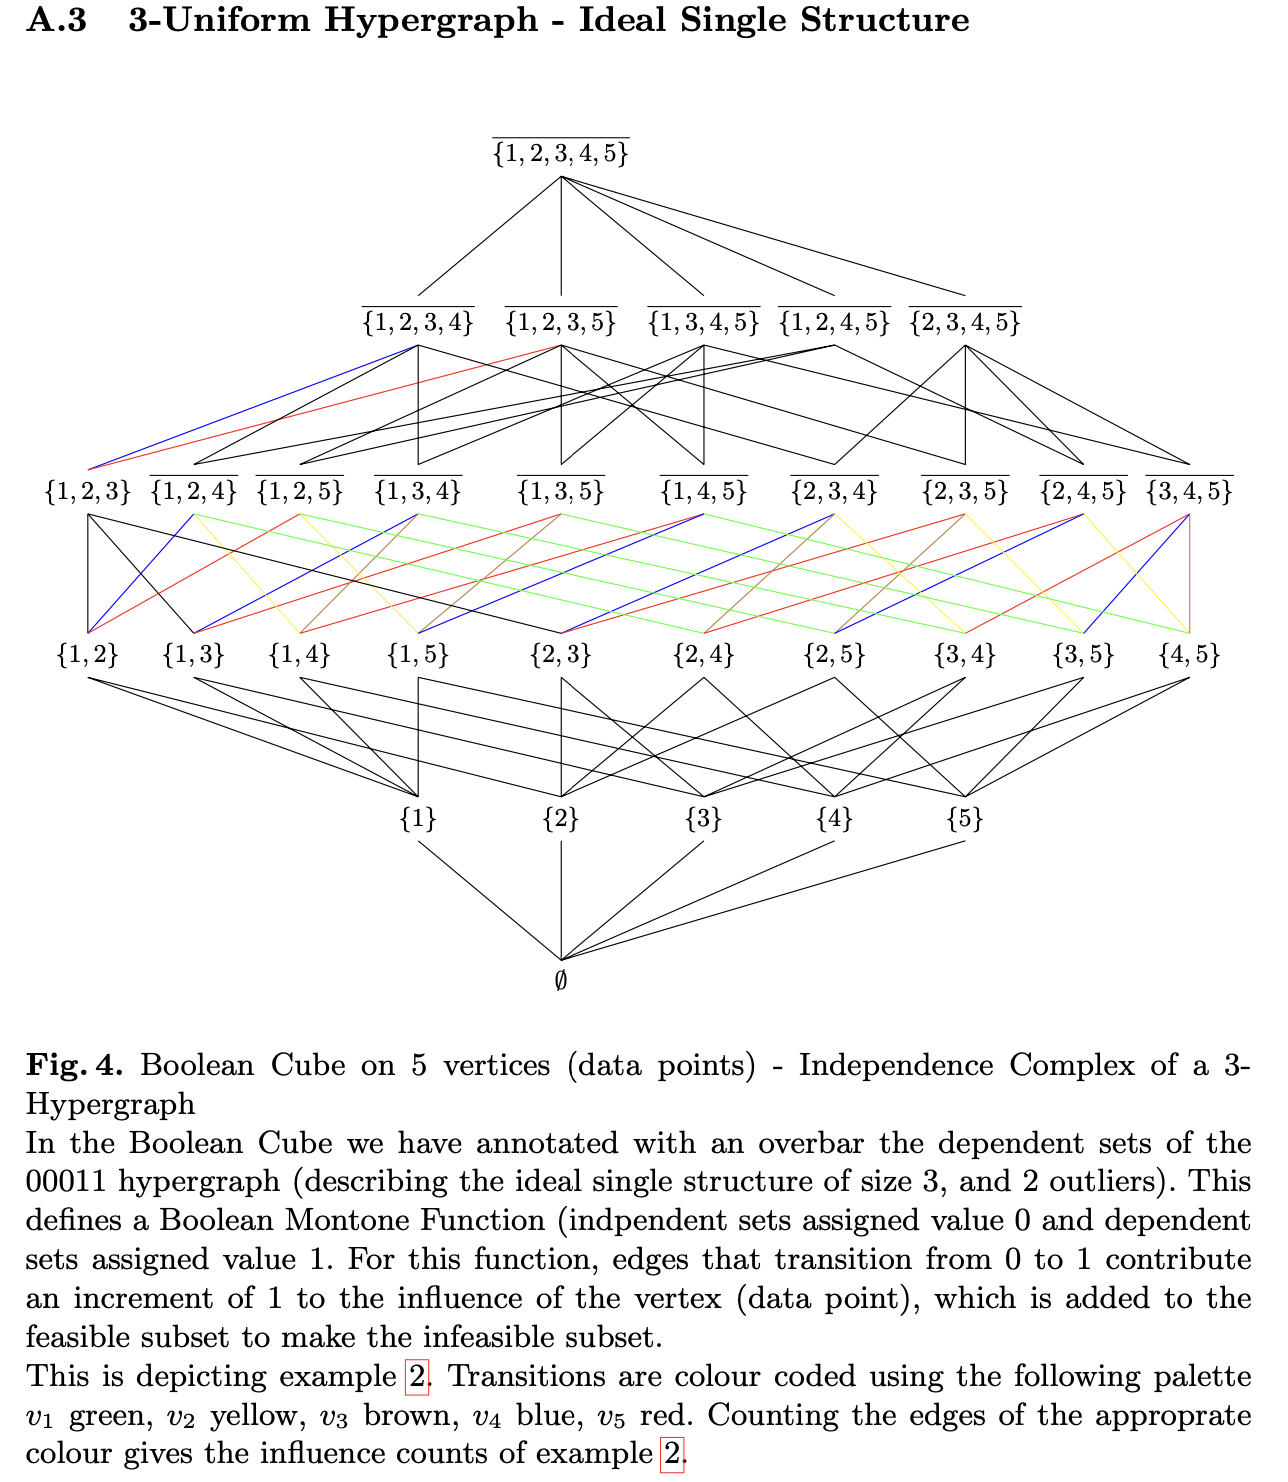 A.3 3-Uniform Hypergraph - Ideal Single Structure
{1, 2, 3, 4, 5}
{1, 2, 3, 4} {1, 2, 3, 5} {1, 3, 4, 5} {1, 2, 4, 5} {2, 3, 4, 5}
{1, 2, 3} {1, 2, 4} {1, 2, 5} {1, 3, 4} {1, 3, 5} {1, 4, 5} {2, 3, 4} {2, 3, 5} {2, 4, 5} {3, 4, 5}
{1, 2} {1, 3} {1, 4} {1, 5} {2, 3} {2, 4} {2, 5} {3, 4} {3, 5} {4, 5}
{1} {2} {3} {4} {5}
∅
Fig. 4. Boolean Cube on 5 vertices (data points) - Independence Complex of a 3-
Hypergraph
In the Boolean Cube we have annotated with an overbar the dependent sets of the
00011 hypergraph (describing the ideal single structure of size 3, and 2 outliers). This
defines a Boolean Montone Function (indpendent sets assigned value 0 and dependent
sets assigned value 1. For this function, edges that transition from 0 to 1 contribute
an increment of 1 to the influence of the vertex (data point), which is added to the
feasible subset to make the infeasible subset.
This is depicting example 2. Transitions are colour coded using the following palette
v1 green, v2 yellow, v3 brown, v4 blue, v5 red. Counting the edges of the approprate
colour gives the influence counts of example 2.